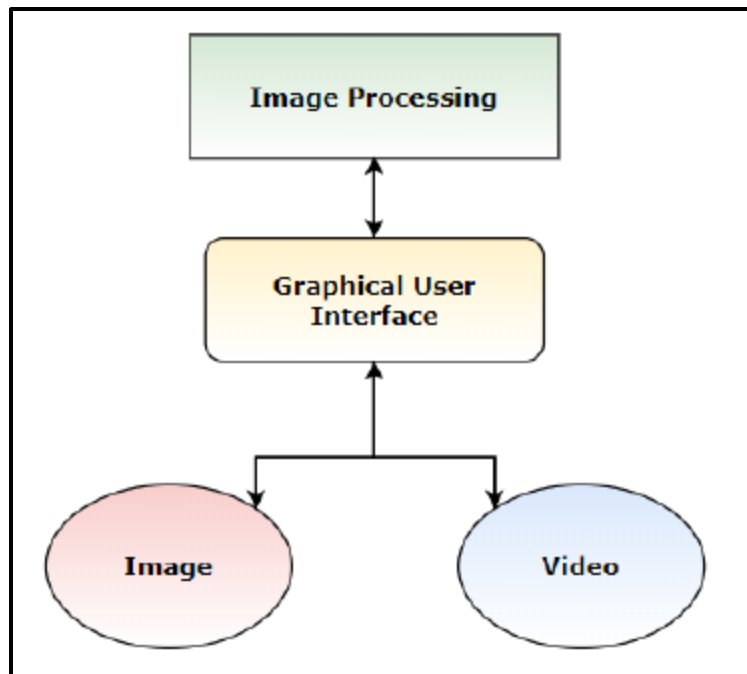 Image Processing
Graphical User
Interface
Image
Video